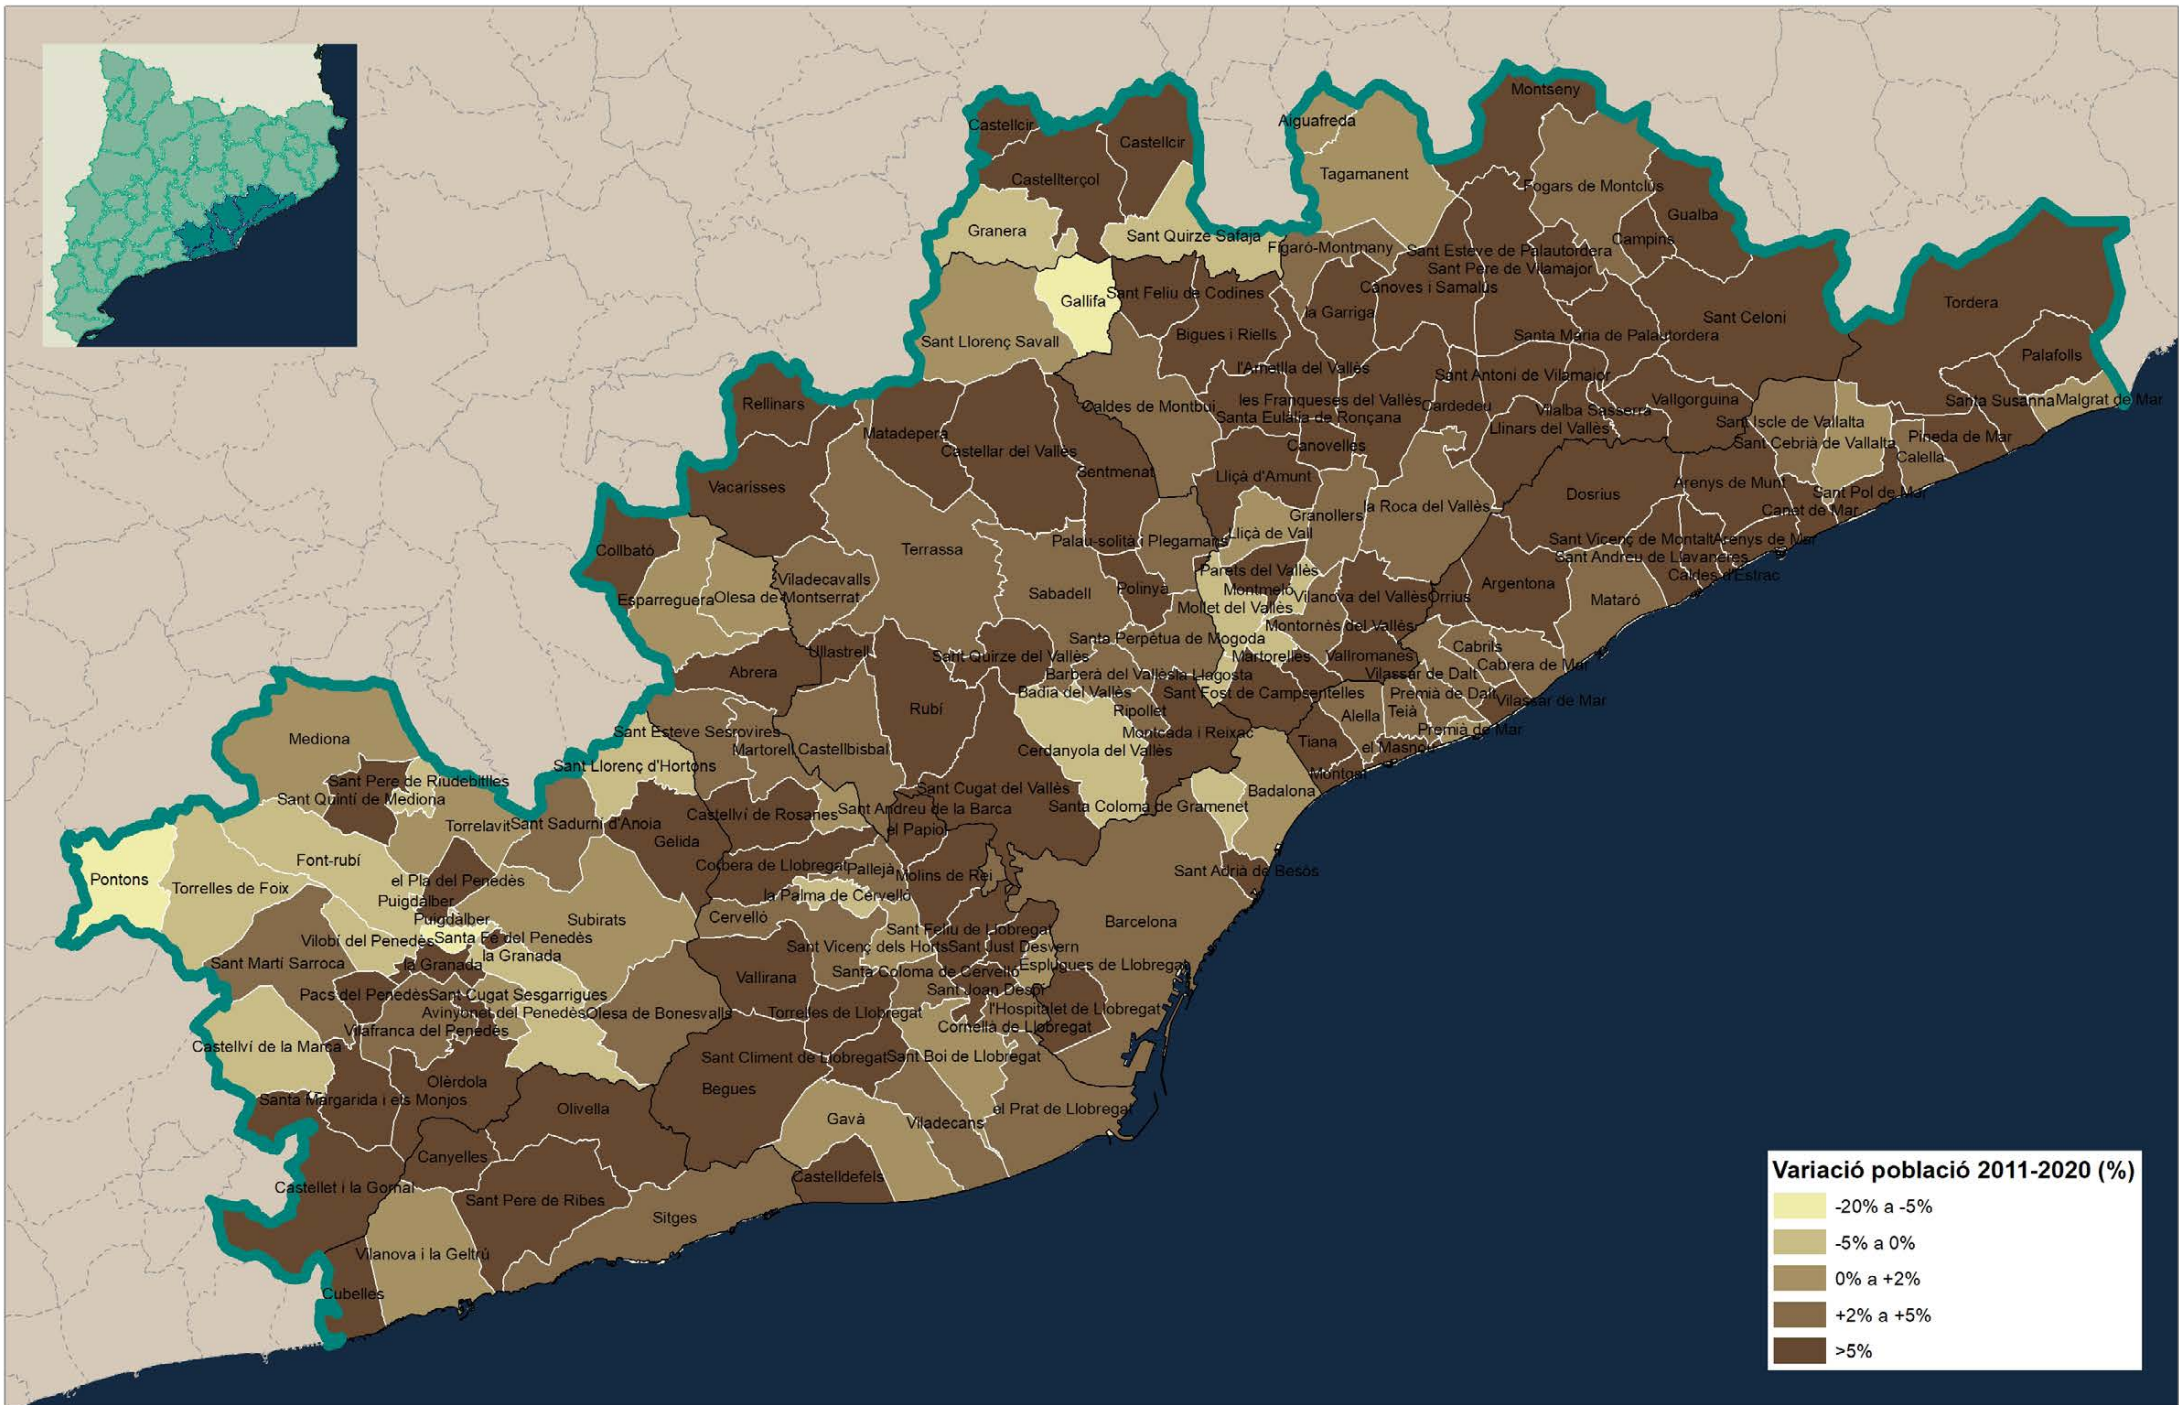 Montseny
Aiguafreda
Castellcir
Castellcir
Tagamanent
Castellterçol
Fogars de Montclús
Gualba
Granera
Sant Quirze Safaja
Figaró-Montmany
Campins
Sant Esteve de Palautordera
Sant Pere de Vilamajor
Cànoves i Samalús
Sant Feliu de Codines
Gallifa
Tordera
la Garriga
Sant Celoni
Bigues i Riells
Santa Maria de Palautordera
Sant Llorenç Savall
Palafolls
l'Ametlla del Vallès
Sant Antoni de Vilamajor
Rellinars
les Franqueses del Vallès
Vallgorguina
Santa Susanna
Malgrat de Mar
Caldes de Montbui
Cardedeu
Vilalba Sasserra
Santa Eulàlia de Ronçana
Sant Iscle de Vallalta
Llinars del Vallès
Matadepera
Pineda de Mar
Sant Cebrià de Vallalta
Canovelles
Castellar del Vallès
Calella
Sentmenat
Lliçà d'Amunt
Arenys de Munt
Vacarisses
Dosrius
Sant Pol de Mar
la Roca del Vallès
Canet de Mar
Granollers
Lliçà de Vall
Sant Vicenç de Montalt
Arenys de Mar
Palau-solità i Plegamans
Terrassa
Collbató
Sant Andreu de Llavaneres
Parets del Vallès
Caldes d'Estrac
Viladecavalls
Argentona
Polinyà
Montmeló
Sabadell
Olesa de Montserrat
Vilanova del Vallès
Òrrius
Esparreguera
Mataró
Mollet del Vallès
Montornès del Vallès
Santa Perpètua de Mogoda
Cabrils
Ullastrell
Sant Quirze del Vallès
Martorelles
Vallromanes
Cabrera de Mar
Abrera
Barberà del Vallès
la Llagosta
Vilassar de Dalt
Badia del Vallès
Sant Fost de Campsentelles
Premià de Dalt
Vilassar de Mar
Rubí
Ripollet
Alella
Teià
Sant Esteve Sesrovires
Montcada i Reixac
Premià de Mar
Mediona
Tiana
el Masnou
Martorell
Castellbisbal
Cerdanyola del Vallès
Sant Llorenç d'Hortons
Montgat
Sant Pere de Riudebitlles
Sant Cugat del Vallès
Badalona
Sant Quintí de Mediona
Santa Coloma de Gramenet
Sant Andreu de la Barca
Castellví de Rosanes
Torrelavit
Sant Sadurní d'Anoia
el Papiol
Gelida
Font-rubí
Corbera de Llobregat
Pallejà
Sant Adrià de Besòs
Molins de Rei
Pontons
el Pla del Penedès
Torrelles de Foix
la Palma de Cervelló
Puigdàlber
Puigdàlber
Cervelló
Subirats
Barcelona
Sant Feliu de Llobregat
Vilobí del Penedès
Santa Fe del Penedès
Sant Vicenç dels Horts
Sant Just Desvern
la Granada
la Granada
Sant Martí Sarroca
Esplugues de Llobregat
Santa Coloma de Cervelló
Vallirana
Sant Joan Despí
Pacs del Penedès
Sant Cugat Sesgarrigues
l'Hospitalet de Llobregat
Avinyonet del Penedès
Olesa de Bonesvalls
Torrelles de Llobregat
Vilafranca del Penedès
Cornellà de Llobregat
Castellví de la Marca
Sant Climent de Llobregat
Sant Boi de Llobregat
Olèrdola
Begues
Santa Margarida i els Monjos
Olivella
el Prat de Llobregat
Gavà
Viladecans
Canyelles
Castelldefels
Castellet i la Gornal
Sant Pere de Ribes
Sitges
Vilanova i la Geltrú
Cubelles
Variació població 2011-2020 (%)
-20% a -5%
-5% a 0%
0% a +2%
+2% a +5%
>5%